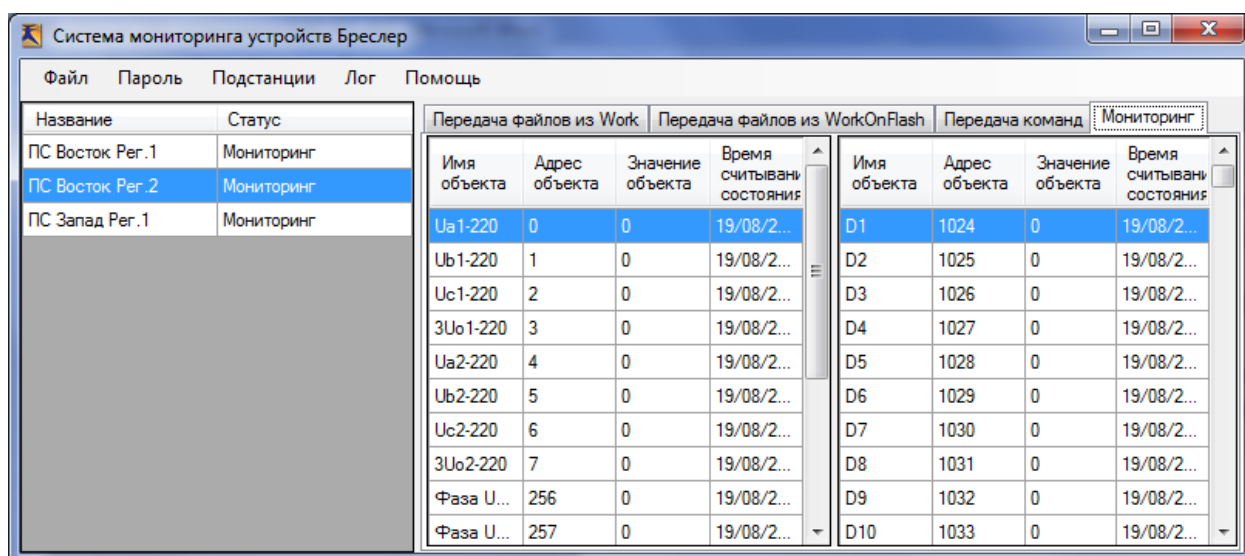 Система мониторинга устройств Бреслер
Файл Пароль Подстанции Лог Помощь
Название Статус
ПС Восток Рег.1 Мониторинг
ПС Восток Рег.2 Мониторинг
ПС Запад Рег.1 Мониторинг
Передача файлов из Work Передача файлов из WorkOnFlash Передача команд Мониторинг
Имя объекта Адрес объекта Значение объекта Время считывани состояния
Ua1-220 0 0 19/08/2...
Ub1-220 1 0 19/08/2...
Uc1-220 2 0 19/08/2...
3Uo1-220 3 0 19/08/2...
Ua2-220 4 0 19/08/2...
Ub2-220 5 0 19/08/2...
Uc2-220 6 0 19/08/2...
3Uo2-220 7 0 19/08/2...
Фаза U... 256 0 19/08/2...
Фаза U... 257 0 19/08/2...
Имя объекта Адрес объекта Значение объекта Время считывани состояния
D1 1024 0 19/08/2...
D2 1025 0 19/08/2...
D3 1026 0 19/08/2...
D4 1027 0 19/08/2...
D5 1028 0 19/08/2...
D6 1029 0 19/08/2...
D7 1030 0 19/08/2...
D8 1031 0 19/08/2...
D9 1032 0 19/08/2...
D10 1033 0 19/08/2...